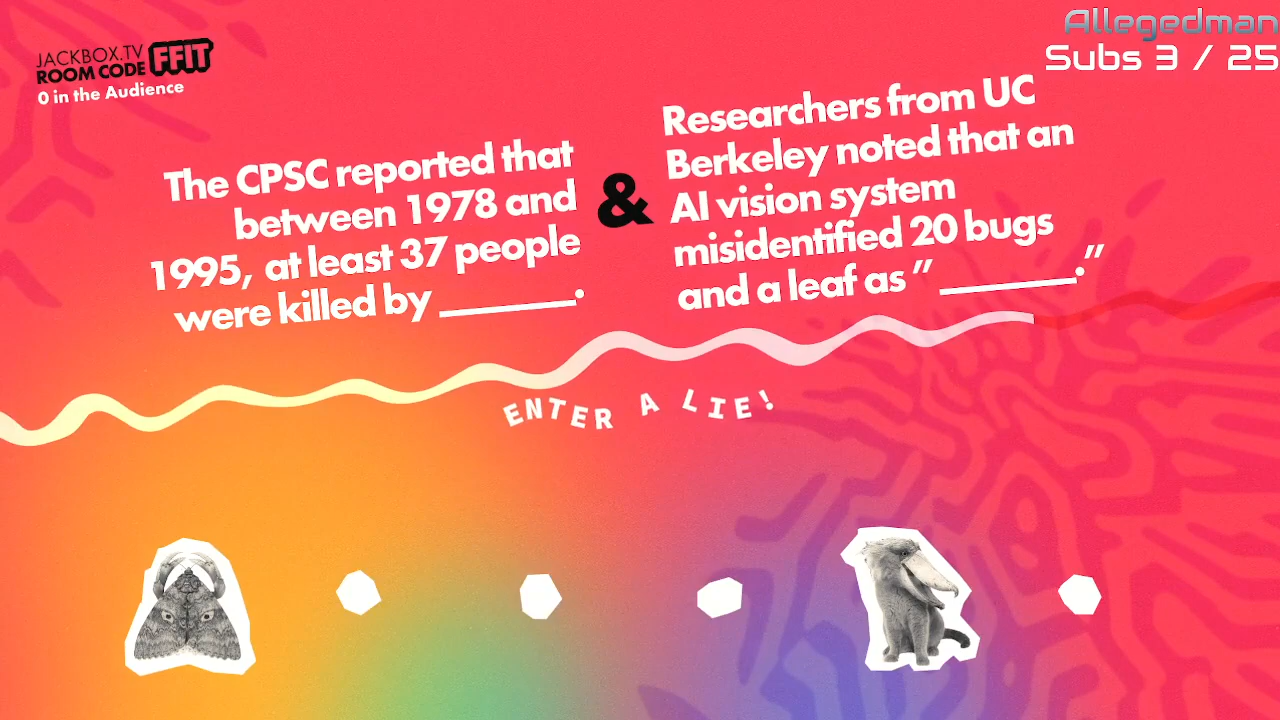 JACKBOX.TV
ROOM CODE FFIT
0 in the Audience
Allegedman
Subs 3 / 25
The CPSC reported that
between 1978 and
1995, at least 37 people
were killed by ______.
&
Researchers from UC
Berkeley noted that an
AI vision system
misidentified 20 bugs
and a leaf as "______."
ENTER A LIE!